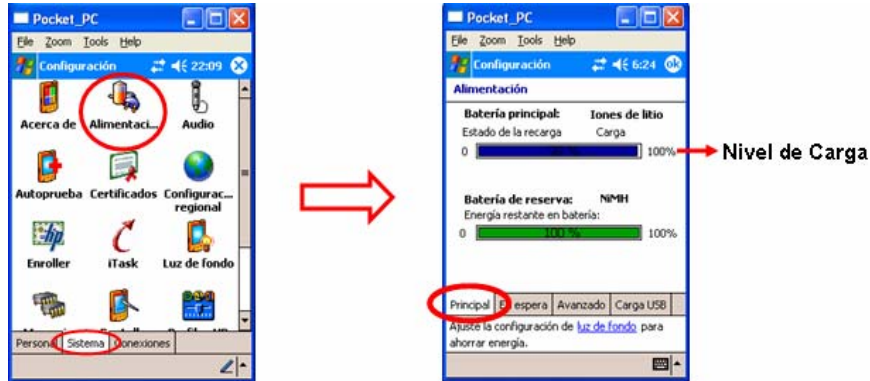 Pocket_PC
File Zoom Tools Help
Configuración 22:09
Acerca de Alimentaci... Audio
Autoprueba Certificados Configurac...
regional
Enroller iTask Luz de fondo
Personal Sistema Conexiones
Pocket_PC
File Zoom Tools Help
Configuración 6:24 ok
Alimentación
Batería principal: Iones de litio
Estado de la recarga Carga
0 100%
Nivel de Carga
Batería de reserva: NiMH
Energía restante en batería:
0 100 % 100%
Principal En espera Avanzado Carga USB
Ajuste la configuración de luz de fondo para
ahorrar energía.